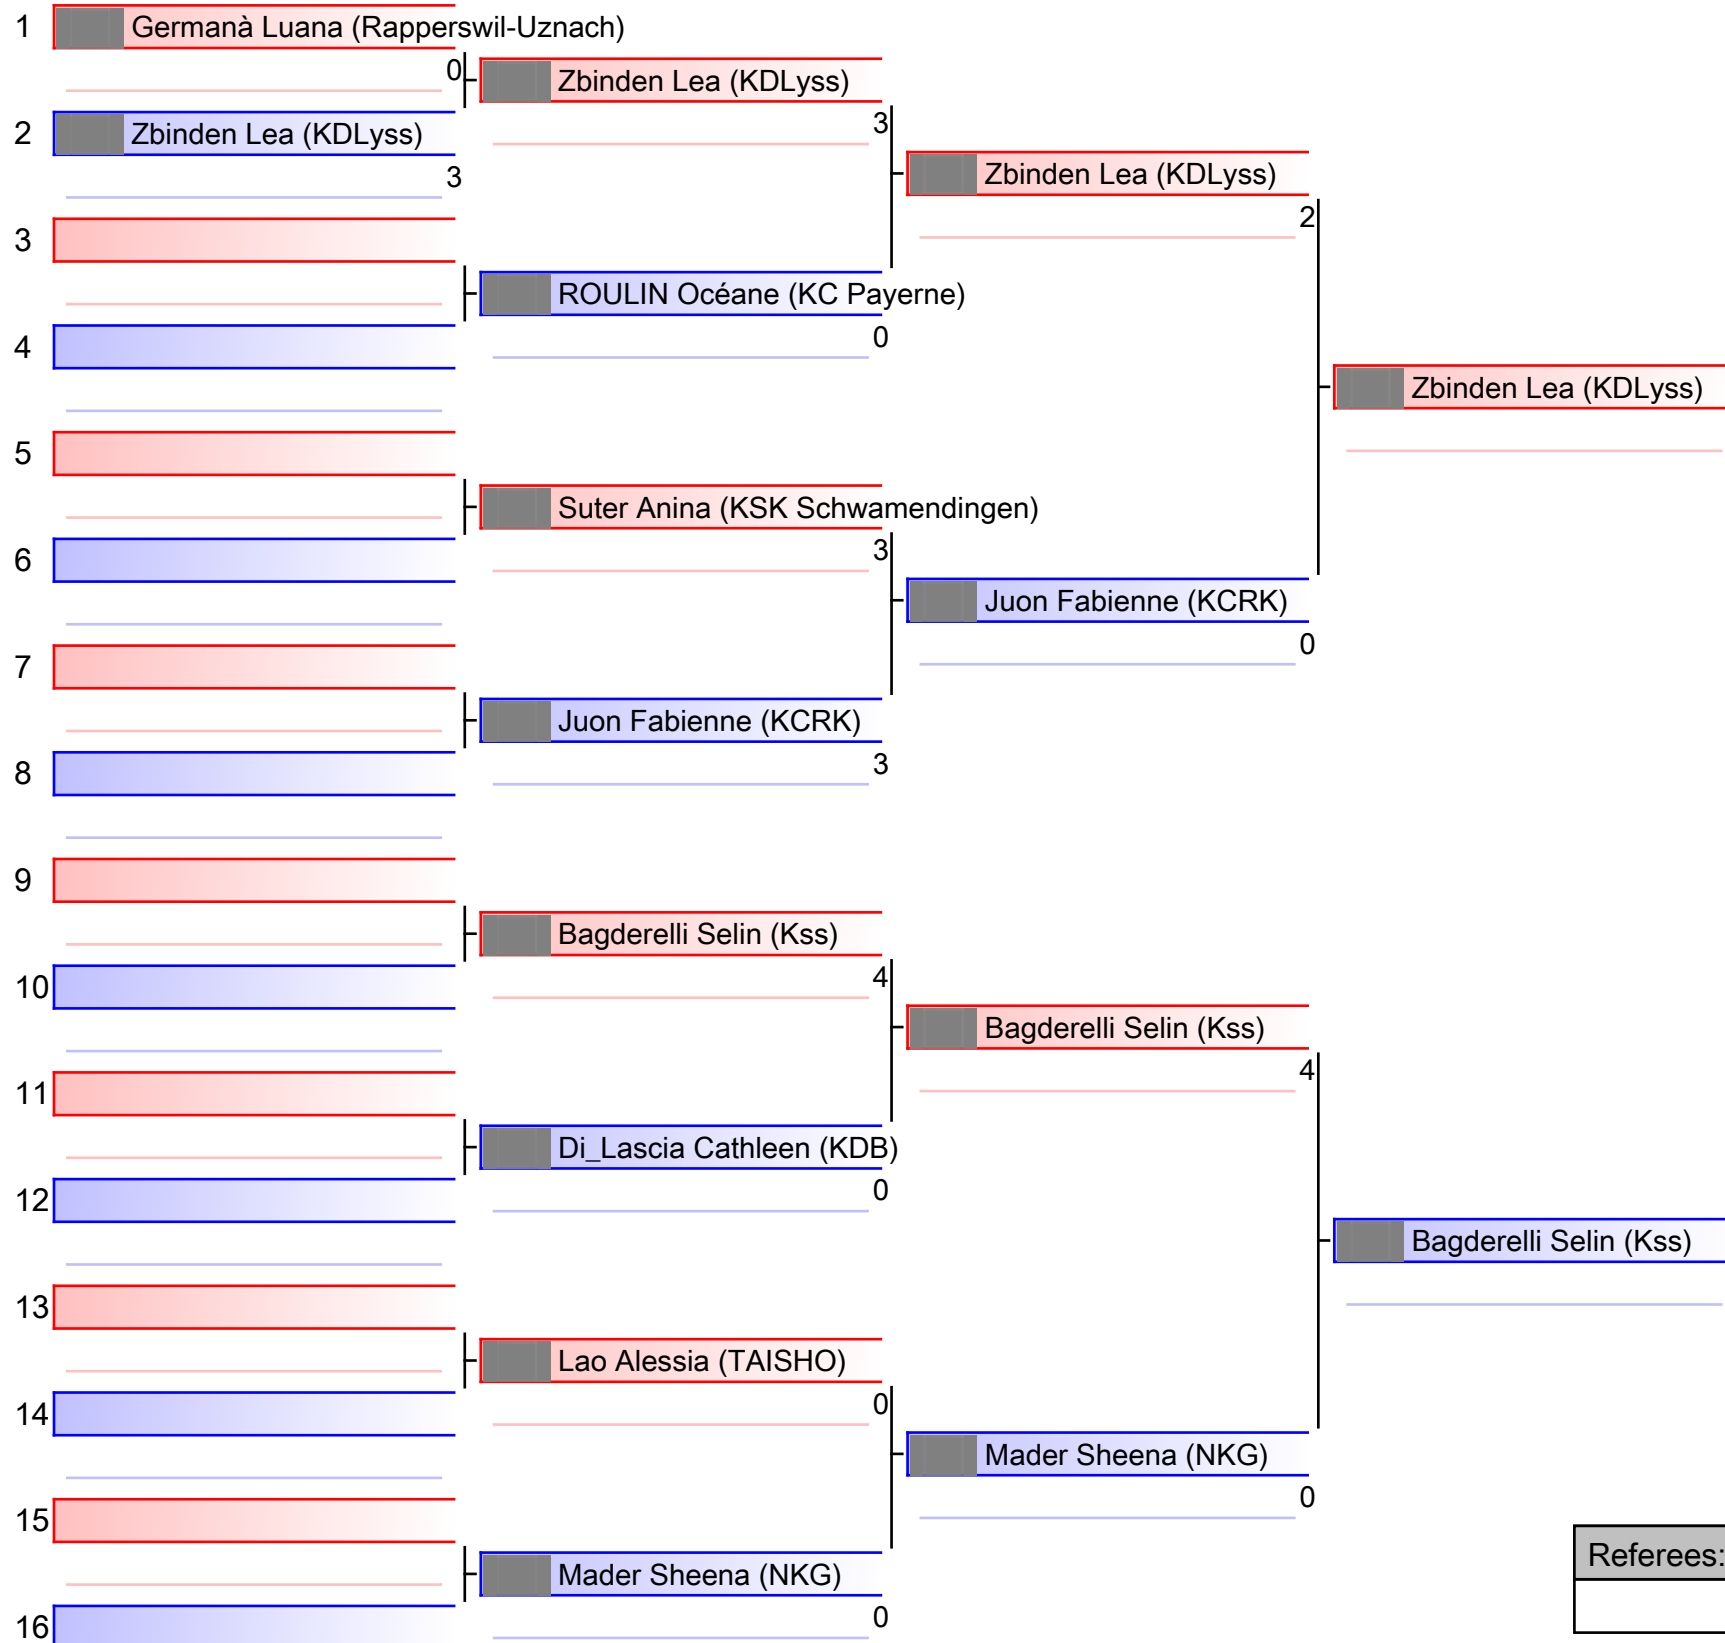 1 Germanà Luana (Rapperswil-Uznach)
0
Zbinden Lea (KDLyss)
3
2 Zbinden Lea (KDLyss)
3
Zbinden Lea (KDLyss)
2
3
ROULIN Océane (KC Payerne)
0
4
Zbinden Lea (KDLyss)
5
Suter Anina (KSK Schwamendingen)
3
6
Juon Fabienne (KCRK)
0
7
Juon Fabienne (KCRK)
3
8
9
Bagderelli Selin (Kss)
4
10
Bagderelli Selin (Kss)
4
11
Di_Lascia Cathleen (KDB)
0
12
Bagderelli Selin (Kss)
13
Lao Alessia (TAISHO)
0
14
Mader Sheena (NKG)
0
15
Referees:
Mader Sheena (NKG)
0
16